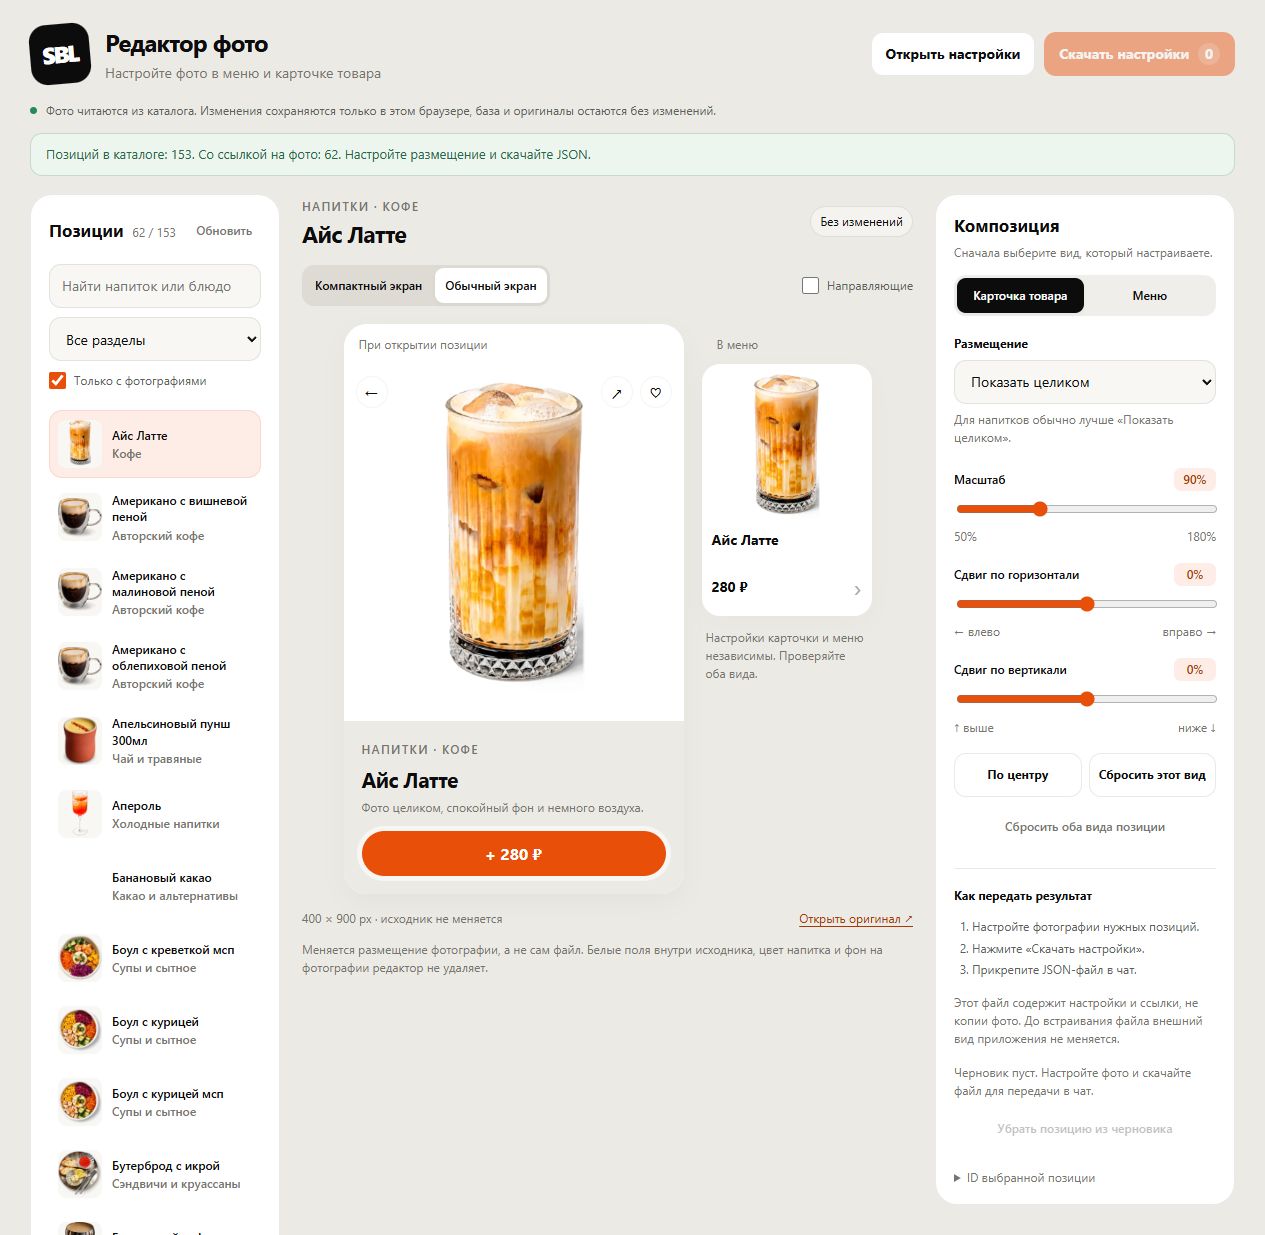 SBL
Редактор фото
Настройте фото в меню и карточке товара
Открыть настройки
Скачать настройки 0
Фото читаются из каталога. Изменения сохраняются только в этом браузере, база и оригиналы остаются без изменений.
Позиций в каталоге: 153. Со ссылкой на фото: 62. Настройте размещение и скачайте JSON.
Позиции 62 / 153 Обновить
Найти напиток или блюдо
Все разделы
Только с фотографиями
Айс Латте
Кофе
Американо с вишневой
пеной
Авторский кофе
Американо с
малиновой пеной
Авторский кофе
Американо с
облепиховой пеной
Авторский кофе
Апельсиновый пунш
300мл
Чай и травяные
Апероль
Холодные напитки
Банановый какао
Какао и альтернативы
Боул с креветкой мсп
Супы и сытное
Боул с курицей
Супы и сытное
Боул с курицей мсп
Супы и сытное
Бутерброд с икрой
Сэндвичи и круассаны
НАПИТКИ · КОФЕ
Айс Латте
Без изменений
Компактный экран
Обычный экран
Направляющие
При открытии позиции
← ↗ ♡
НАПИТКИ · КОФЕ
Айс Латте
Фото целиком, спокойный фон и немного воздуха.
+ 280 ₽
В меню
Айс Латте
280 ₽ ›
Настройки карточки и меню
независимы. Проверяйте
оба вида.
400 × 900 px · исходник не меняется
Открыть оригинал ↗
Меняется размещение фотографии, а не сам файл. Белые поля внутри исходника, цвет напитка и фон на
фотографии редактор не удаляет.
Композиция
Сначала выберите вид, который настраиваете.
Карточка товара
Меню
Размещение
Показать целиком
Для напитков обычно лучше «Показать
целиком».
Масштаб 90%
50% 180%
Сдвиг по горизонтали 0%
← влево вправо →
Сдвиг по вертикали 0%
↑ выше ниже ↓
По центру
Сбросить этот вид
Сбросить оба вида позиции
Как передать результат
1. Настройте фотографии нужных позиций.
2. Нажмите «Скачать настройки».
3. Прикрепите JSON-файл в чат.
Этот файл содержит настройки и ссылки, не
копии фото. До встраивания файла внешний
вид приложения не меняется.
Черновик пуст. Настройте фото и скачайте
файл для передачи в чат.
Убрать позицию из черновика
▶ ID выбранной позиции